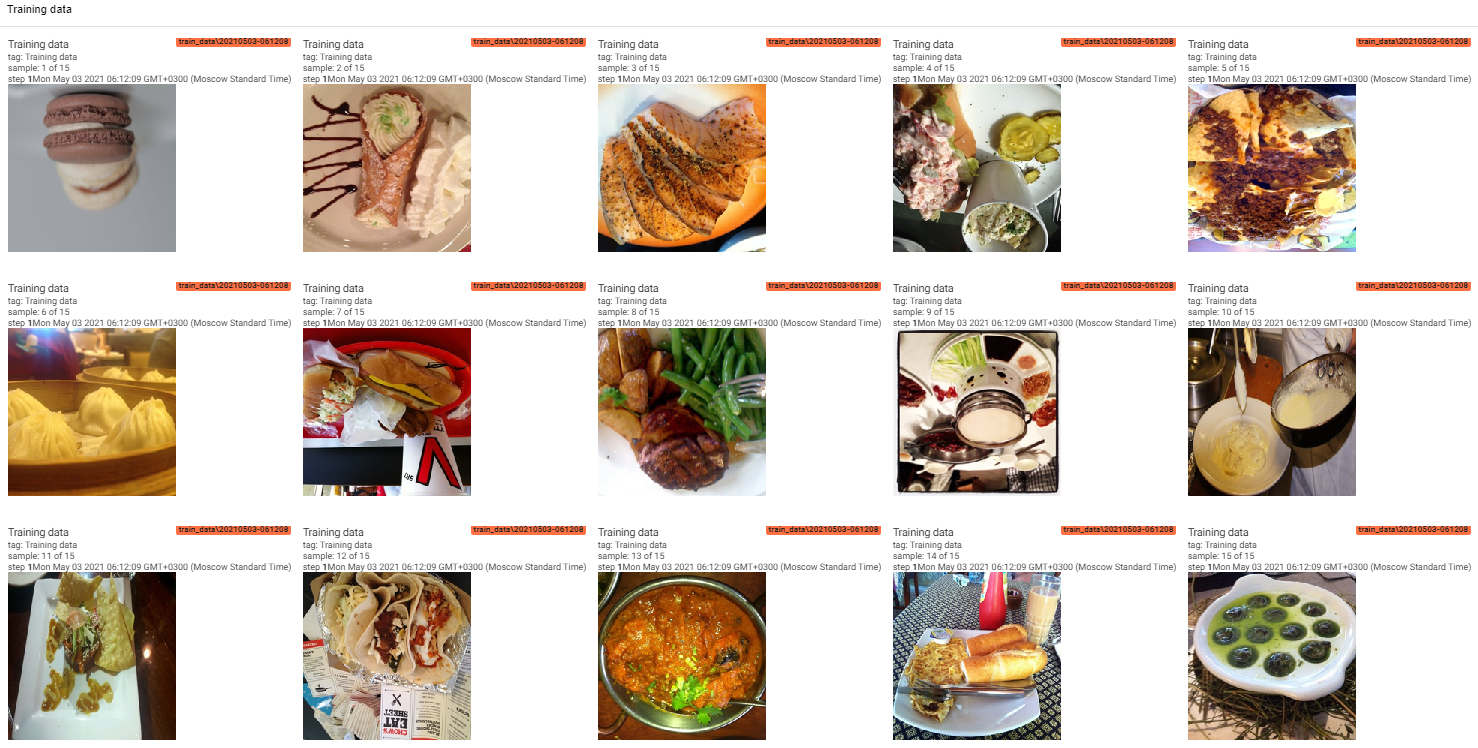 Training data
Training data
train_data\20210503-061208
tag: Training data
sample: 1 of 15
step 1Mon May 03 2021 06:12:09 GMT+0300 (Moscow Standard Time)
Training data
train_data\20210503-061208
tag: Training data
sample: 2 of 15
step 1Mon May 03 2021 06:12:09 GMT+0300 (Moscow Standard Time)
Training data
train_data\20210503-061208
tag: Training data
sample: 3 of 15
step 1Mon May 03 2021 06:12:09 GMT+0300 (Moscow Standard Time)
Training data
train_data\20210503-061208
tag: Training data
sample: 4 of 15
step 1Mon May 03 2021 06:12:09 GMT+0300 (Moscow Standard Time)
Training data
train_data\20210503-061208
tag: Training data
sample: 5 of 15
step 1Mon May 03 2021 06:12:09 GMT+0300 (Moscow Standard Time)
Training data
train_data\20210503-061208
tag: Training data
sample: 6 of 15
step 1Mon May 03 2021 06:12:09 GMT+0300 (Moscow Standard Time)
Training data
train_data\20210503-061208
tag: Training data
sample: 7 of 15
step 1Mon May 03 2021 06:12:09 GMT+0300 (Moscow Standard Time)
Training data
train_data\20210503-061208
tag: Training data
sample: 8 of 15
step 1Mon May 03 2021 06:12:09 GMT+0300 (Moscow Standard Time)
Training data
train_data\20210503-061208
tag: Training data
sample: 9 of 15
step 1Mon May 03 2021 06:12:09 GMT+0300 (Moscow Standard Time)
Training data
train_data\20210503-061208
tag: Training data
sample: 10 of 15
step 1Mon May 03 2021 06:12:09 GMT+0300 (Moscow Standard Time)
Training data
train_data\20210503-061208
tag: Training data
sample: 11 of 15
step 1Mon May 03 2021 06:12:09 GMT+0300 (Moscow Standard Time)
Training data
train_data\20210503-061208
tag: Training data
sample: 12 of 15
step 1Mon May 03 2021 06:12:09 GMT+0300 (Moscow Standard Time)
CHOW'S
EAT
SHEET
Training data
train_data\20210503-061208
tag: Training data
sample: 13 of 15
step 1Mon May 03 2021 06:12:09 GMT+0300 (Moscow Standard Time)
Training data
train_data\20210503-061208
tag: Training data
sample: 14 of 15
step 1Mon May 03 2021 06:12:09 GMT+0300 (Moscow Standard Time)
Training data
train_data\20210503-061208
tag: Training data
sample: 15 of 15
step 1Mon May 03 2021 06:12:09 GMT+0300 (Moscow Standard Time)